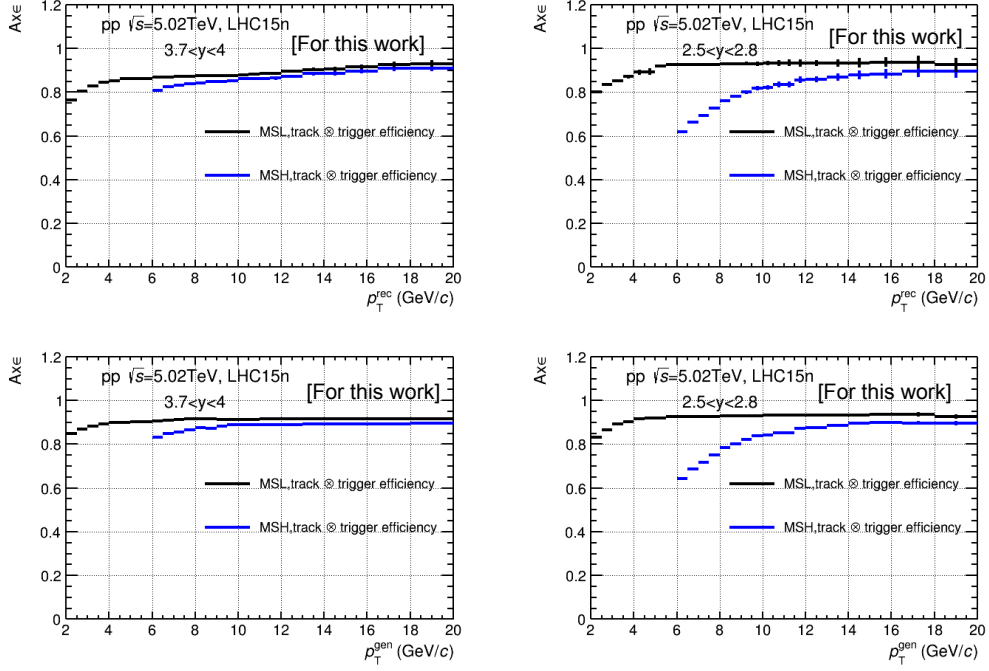 Axϵ
pp √s=5.02TeV, LHC15n
3.7<y<4
[For this work]
MSL,track ⊗ trigger efficiency
MSH,track ⊗ trigger efficiency
1.2
1
0.8
0.6
0.4
0.2
0
2 4 6 8 10 12 14 16 18 20
p_T^rec (GeV/c)
Axϵ
pp √s=5.02TeV, LHC15n
2.5<y<2.8
[For this work]
MSL,track ⊗ trigger efficiency
MSH,track ⊗ trigger efficiency
1.2
1
0.8
0.6
0.4
0.2
0
2 4 6 8 10 12 14 16 18 20
p_T^rec (GeV/c)
Axϵ
pp √s=5.02TeV, LHC15n
3.7<y<4
[For this work]
MSL,track ⊗ trigger efficiency
MSH,track ⊗ trigger efficiency
1.2
1
0.8
0.6
0.4
0.2
0
2 4 6 8 10 12 14 16 18 20
p_T^gen (GeV/c)
Axϵ
pp √s=5.02TeV, LHC15n
2.5<y<2.8
[For this work]
MSL,track ⊗ trigger efficiency
MSH,track ⊗ trigger efficiency
1.2
1
0.8
0.6
0.4
0.2
0
2 4 6 8 10 12 14 16 18 20
p_T^gen (GeV/c)